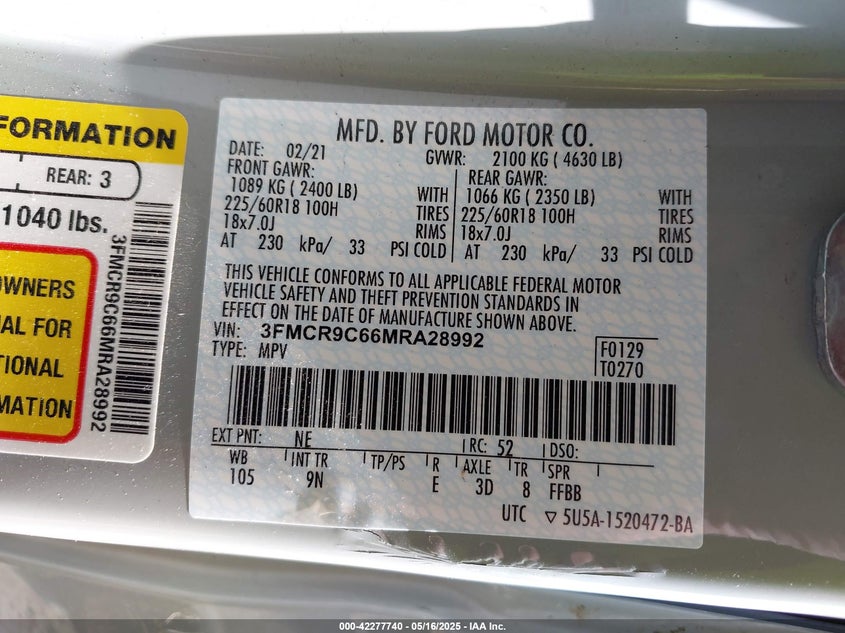 FORMATION
REAR: 3
1040 lbs.
OWNERS
AL FOR
TIONAL
MATION
3FMCR9C66MRA28992
MFD. BY FORD MOTOR CO.
DATE: 02/21 GVWR: 2100 KG ( 4630 LB)
FRONT GAWR: REAR GAWR:
1089 KG ( 2400 LB) WITH 1066 KG ( 2350 LB) WITH
225/60R18 100H TIRES 225/60R18 100H TIRES
18x7.0J RIMS 18x7.0J RIMS
AT 230 kPa/ 33 PSI COLD AT 230 kPa/ 33 PSI COLD
THIS VEHICLE CONFORMS TO ALL APPLICABLE FEDERAL MOTOR
VEHICLE SAFETY AND THEFT PREVENTION STANDARDS IN
EFFECT ON THE DATE OF MANUFACTURE SHOWN ABOVE.
VIN: 3FMCR9C66MRA28992
TYPE: MPV
F0129
T0270
EXT PNT: NE RC: 52 DSO:
WB INT TR TP/PS R AXLE TR SPR
105 9N E 3D 8 FFBB
UTC ▽ 5U5A-1520472-BA
000-42277740 - 05/16/2025 - IAA Inc.